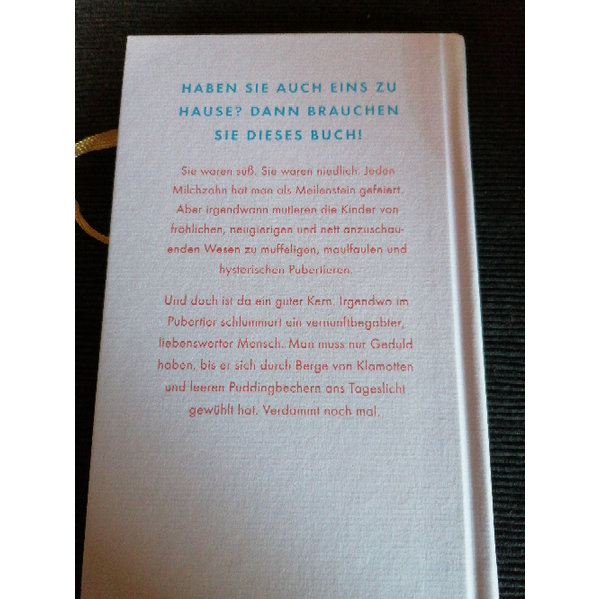 HABEN SIE AUCH EINS ZU
HAUSE? DANN BRAUCHEN
SIE DIESES BUCH!
Sie waren süß. Sie waren niedlich. Jeden
Milchzahn hat man als Meilenstein gefeiert.
Aber irgendwann mutieren die Kinder von
fröhlichen, neugierigen und nett anzuschau-
enden Wesen zu muffeligen, maulfaulen und
hysterischen Pubertieren.
Und doch ist da ein guter Kern. Irgendwo im
Pubertier schlummert ein vernunftbegabter,
liebenswerter Mensch. Man muss nur Geduld
haben, bis er sich durch Berge von Klamotten
und leeren Puddingbechern ans Tageslicht
gewühlt hat. Verdammt noch mal.